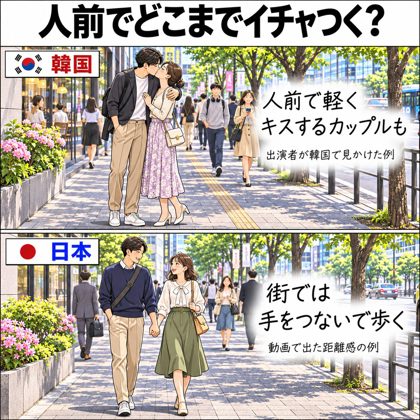 人前でどこまでイチャつく？
韓国
人前で軽く
キスするカップルも
出演者が韓国で見かけた例
日本
街では
手をつないで歩く
動画で出た距離感の例